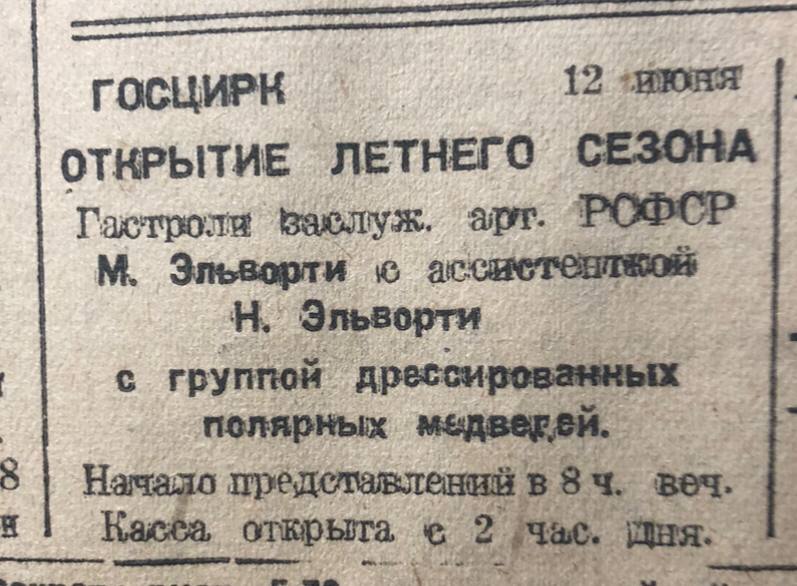 ГОСЦИРК 12 июня
ОТКРЫТИЕ ЛЕТНЕГО СЕЗОНА
Гастроли заслуж. арт. РСФСР
М. Эльворти с ассистенткой
Н. Эльворти
с группой дрессированных
полярных медведей.
Начало представлений в 8 ч. веч.
Касса открыта с 2 час. дня.